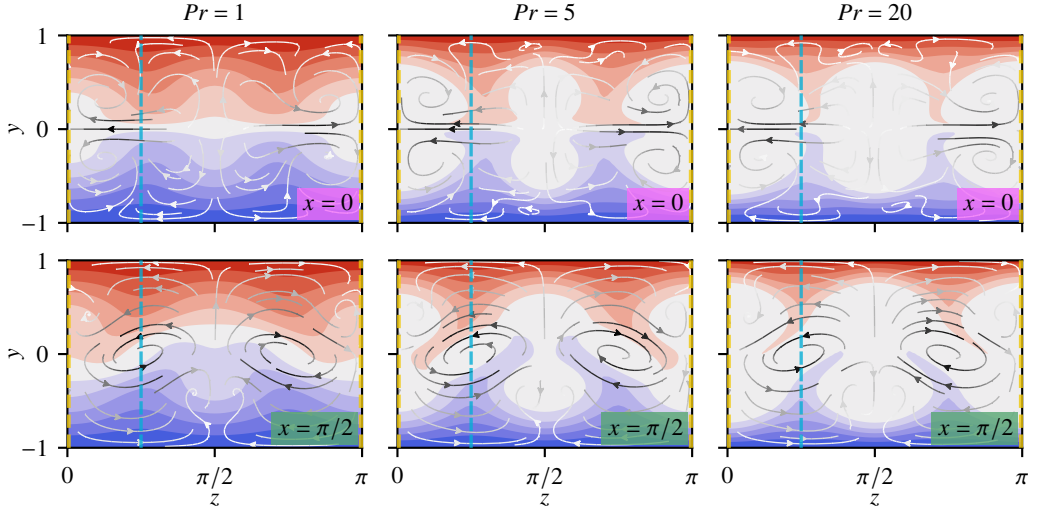 Pr = 1 Pr = 5 Pr = 20
1
y 0
−1
x = 0 x = 0 x = 0
1
y 0
−1
x = π/2 x = π/2 x = π/2
0 π/2 π 0 π/2 π 0 π/2 π
z z z